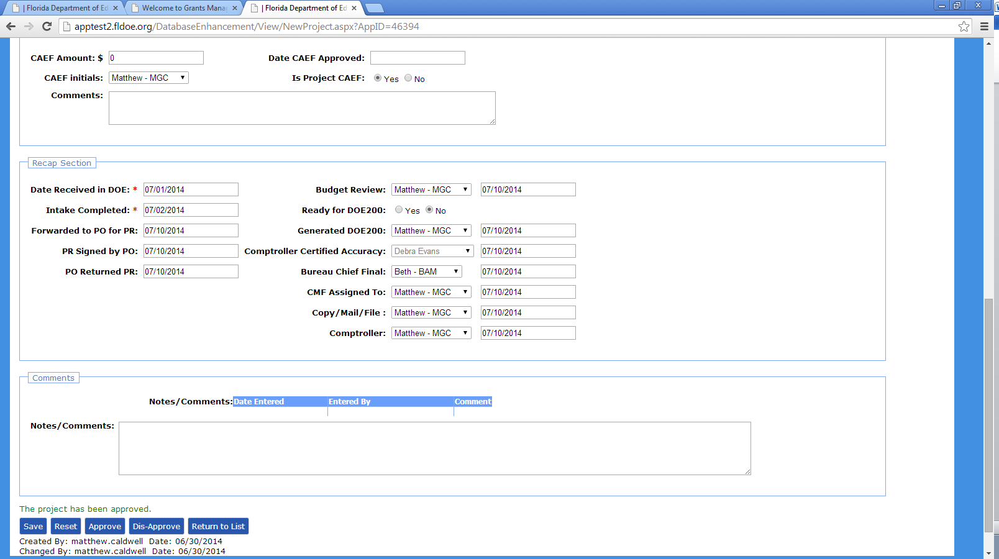 | Florida Department of Ed
Welcome to Grants Mana
| Florida Department of Ed
apptest2.fldoe.org/DatabaseEnhancement/View/NewProject.aspx?AppID=46394
CAEF Amount: $ 0 Date CAEF Approved:
CAEF initials: Matthew - MGC Is Project CAEF: Yes No
Comments:
Recap Section
Date Received in DOE: * 07/01/2014 Budget Review: Matthew - MGC 07/10/2014
Intake Completed: * 07/02/2014 Ready for DOE200: Yes No
Forwarded to PO for PR: 07/10/2014 Generated DOE200: Matthew - MGC 07/10/2014
PR Signed by PO: 07/10/2014 Comptroller Certified Accuracy: Debra Evans 07/10/2014
PO Returned PR: 07/10/2014 Bureau Chief Final: Beth - BAM 07/10/2014
CMF Assigned To: Matthew - MGC 07/10/2014
Copy/Mail/File : Matthew - MGC 07/10/2014
Comptroller: Matthew - MGC 07/10/2014
Comments
Notes/Comments: Date Entered Entered By Comment
Notes/Comments:
The project has been approved.
Save Reset Approve Dis-Approve Return to List
Created By: matthew.caldwell Date: 06/30/2014
Changed By: matthew.caldwell Date: 06/30/2014